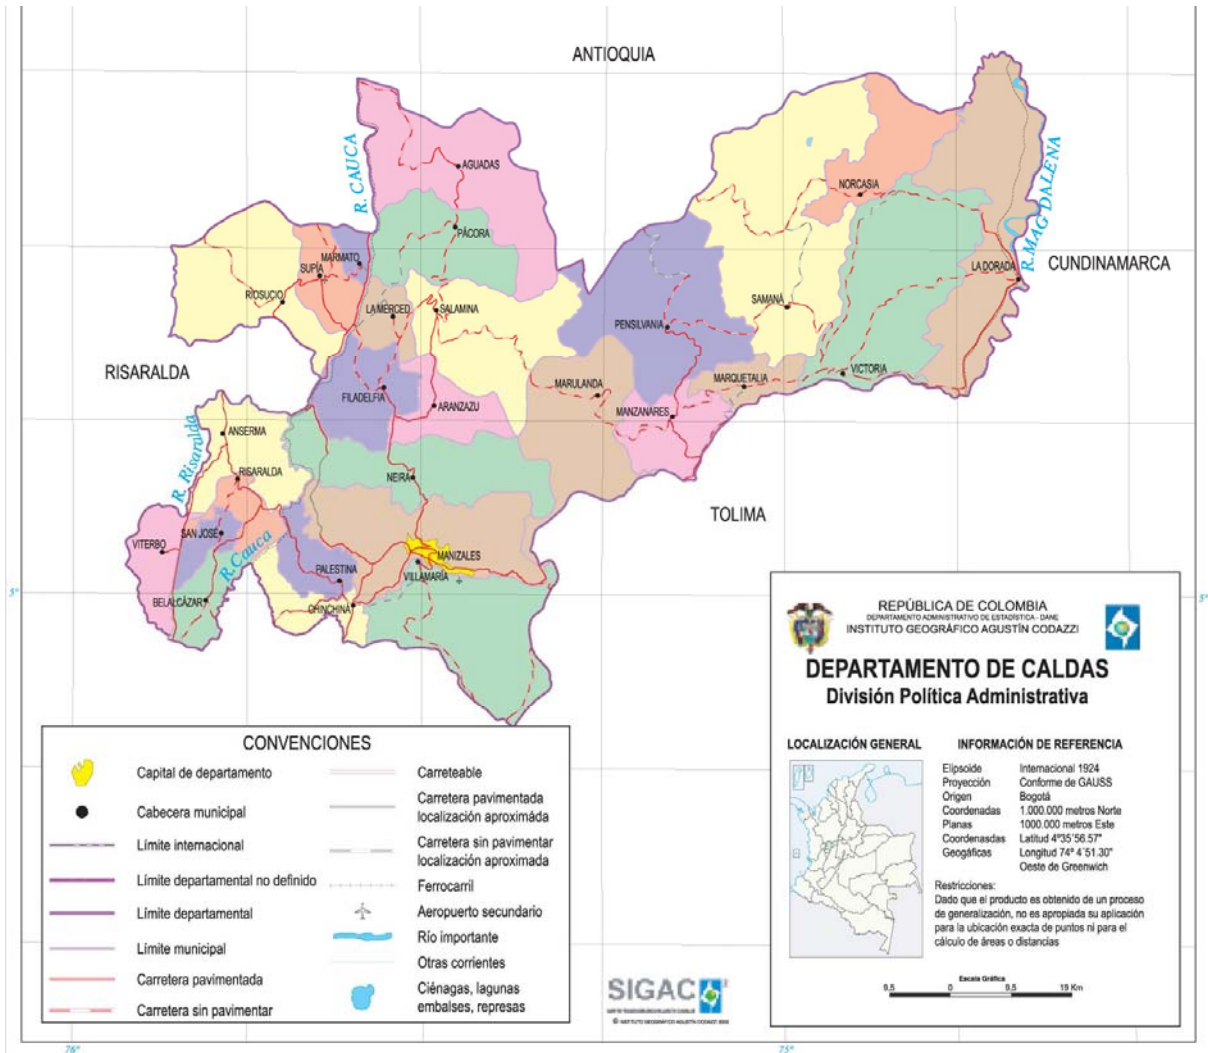 ANTIOQUIA
R. CAUCA
AGUADAS
NORCASIA
R. MAG DALENA
PÁCORA
MARMATO
SUPÍA
LA DORADA
CUNDINAMARCA
RIOSUCIO
LA MERCED
SALAMINA
SAMANÁ
PENSILVANIA
RISARALDA
VICTORIA
MARULANDA
MARQUETALIA
FILADELFIA
ARANZAZU
MANZANARES
ANSERMA
R. Risaralda
RISARALDA
NEIRA
TOLIMA
SAN JOSÉ
VITERBO
R. Cauca
MANIZALES
PALESTINA
VILLAMARÍA
BELALCÁZAR
CHINCHINÁ
5°
5°
REPÚBLICA DE COLOMBIA
DEPARTAMENTO ADMINISTRATIVO DE ESTADÍSTICA - DANE
INSTITUTO GEOGRÁFICO AGUSTÍN CODAZZI
DEPARTAMENTO DE CALDAS
División Política Administrativa
LOCALIZACIÓN GENERAL
INFORMACIÓN DE REFERENCIA
Elipsoide Internacional 1924
Proyección Conforme de GAUSS
Origen Bogotá
Coordenadas 1.000.000 metros Norte
Planas 1000.000 metros Este
Coordenasdas Latitud 4°35´56.57"
Geogáficas Longitud 74° 4´51.30"
Oeste de Greenwich
Restricciones:
Dado que el producto es obtenido de un proceso
de generalización, no es apropiada su aplicación
para la ubicación exacta de puntos ni para el
cálculo de áreas o distancias
Escala Gráfica
9,5 0 9,5 19 Km
CONVENCIONES
Capital de departamento
Cabecera municipal
Límite internacional
Límite departamental no definido
Límite departamental
Límite municipal
Carretera pavimentada
Carretera sin pavimentar
Carreteable
Carretera pavimentada
localización aproximáda
Carretera sin pavimentar
localización aproximada
Ferrocarril
Aeropuerto secundario
Río importante
Otras corrientes
Ciénagas, lagunas
embalses, represas
SIGAC
76°
75°